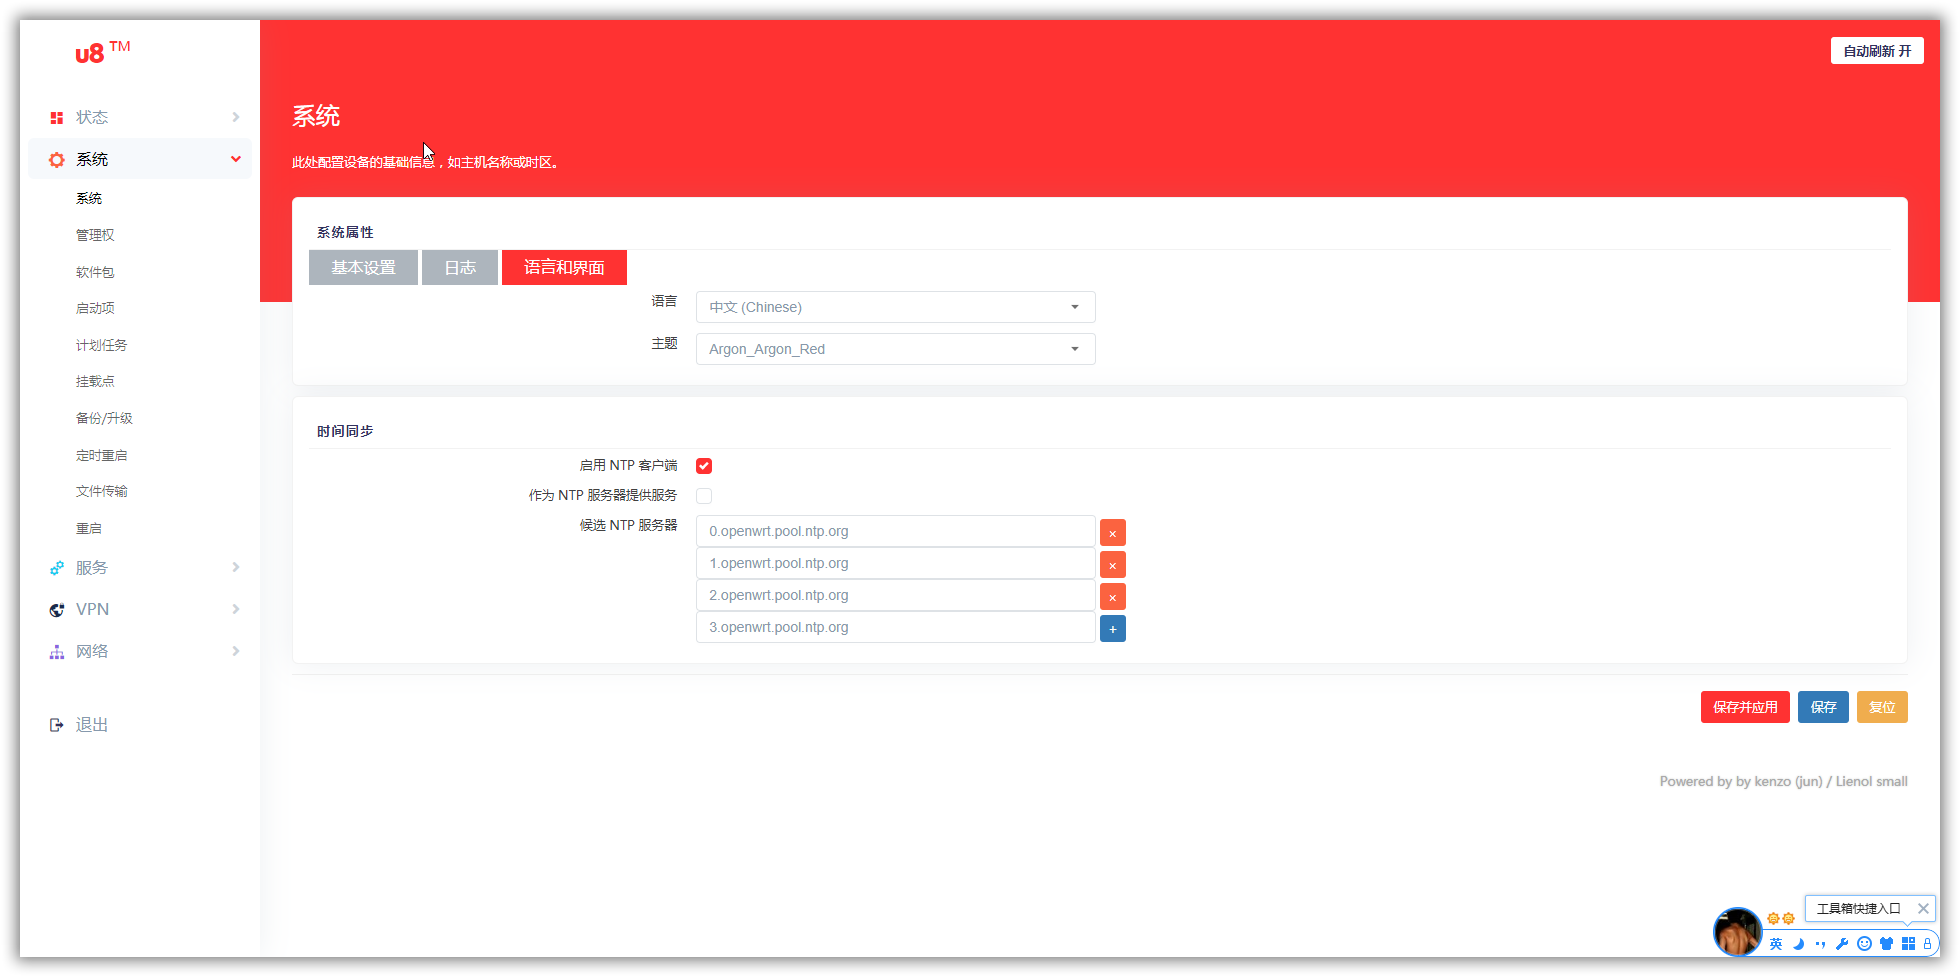 u8 TM
自动刷新 开
状态
系统
系统
管理权
软件包
启动项
计划任务
挂载点
备份/升级
定时重启
文件传输
重启
服务
VPN
网络
退出
系统
此处配置设备的基础信息，如主机名称或时区。
系统属性
基本设置 日志 语言和界面
语言 中文 (Chinese)
主题 Argon_Argon_Red
时间同步
启用 NTP 客户端
作为 NTP 服务器提供服务
候选 NTP 服务器 0.openwrt.pool.ntp.org ×
1.openwrt.pool.ntp.org ×
2.openwrt.pool.ntp.org ×
3.openwrt.pool.ntp.org +
保存并应用 保存 复位
Powered by by kenzo (jun) / Lienol small
工具箱快捷入口
英